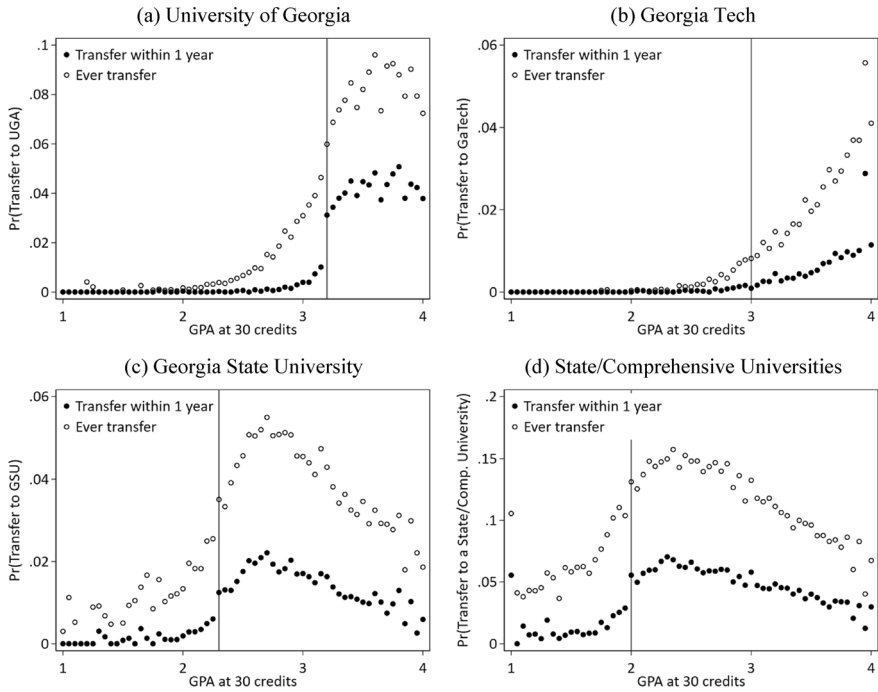 (a) University of Georgia
Pr(Transfer to UGA)
.1
.08
.06
.04
.02
0
Transfer within 1 year
Ever transfer
1
2
3
4
GPA at 30 credits
(b) Georgia Tech
Pr(Transfer to GaTech)
.06
.04
.02
0
Transfer within 1 year
Ever transfer
1
2
3
4
GPA at 30 credits
(c) Georgia State University
Pr(Transfer to GSU)
.06
.04
.02
0
Transfer within 1 year
Ever transfer
1
2
3
4
GPA at 30 credits
(d) State/Comprehensive Universities
Pr(Transfer to a State/Comp. University)
.2
.15
.1
.05
0
Transfer within 1 year
Ever transfer
1
2
3
4
GPA at 30 credits